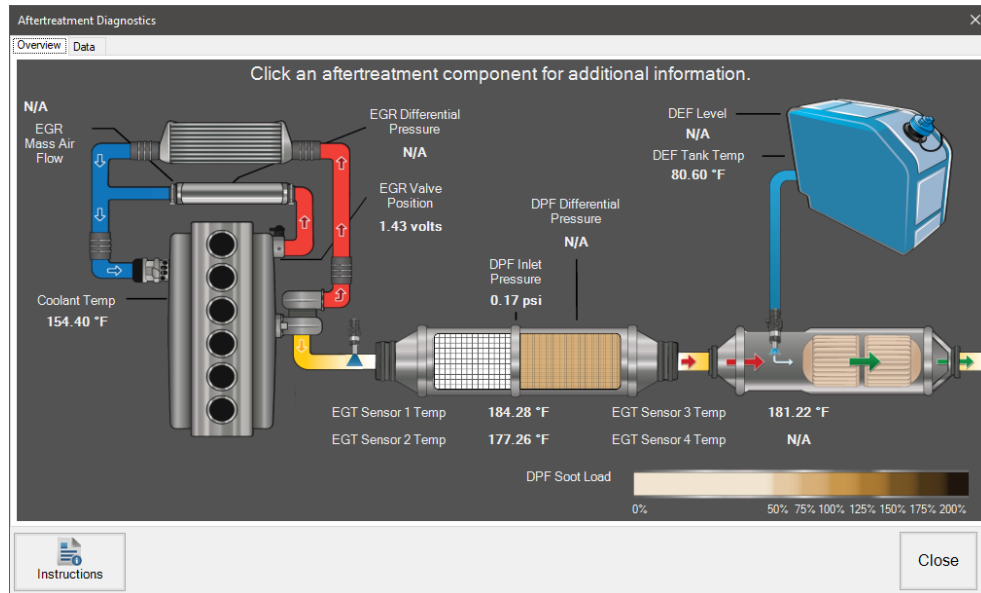 Aftertreatment Diagnostics
Overview Data
Click an aftertreatment component for additional information.
N/A
EGR
Mass Air
Flow
EGR Differential
Pressure
N/A
EGR Valve
Position
1.43 volts
DEF Level
N/A
DEF Tank Temp
80.60 °F
DPF Differential
Pressure
N/A
DPF Inlet
Pressure
0.17 psi
Coolant Temp
154.40 °F
EGT Sensor 1 Temp 184.28 °F EGT Sensor 3 Temp 181.22 °F
EGT Sensor 2 Temp 177.26 °F EGT Sensor 4 Temp N/A
DPF Soot Load
0% 50% 75% 100% 125% 150% 175% 200%
Instructions
Close